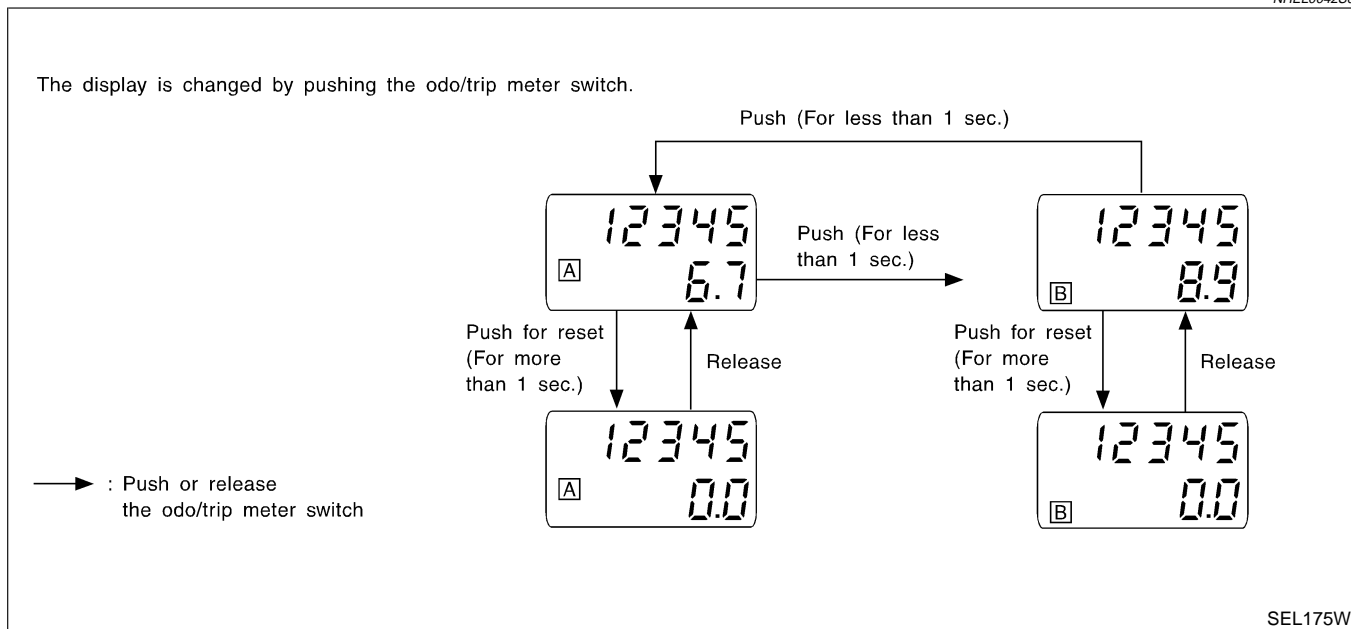 The display is changed by pushing the odo/trip meter switch.
Push (For less than 1 sec.)
12345
A 6.7
Push (For less
than 1 sec.)
12345
B 8.9
Push for reset
(For more
than 1 sec.)
Release
Push for reset
(For more
than 1 sec.)
Release
12345
A 0.0
12345
B 0.0
: Push or release
the odo/trip meter switch
SEL175W